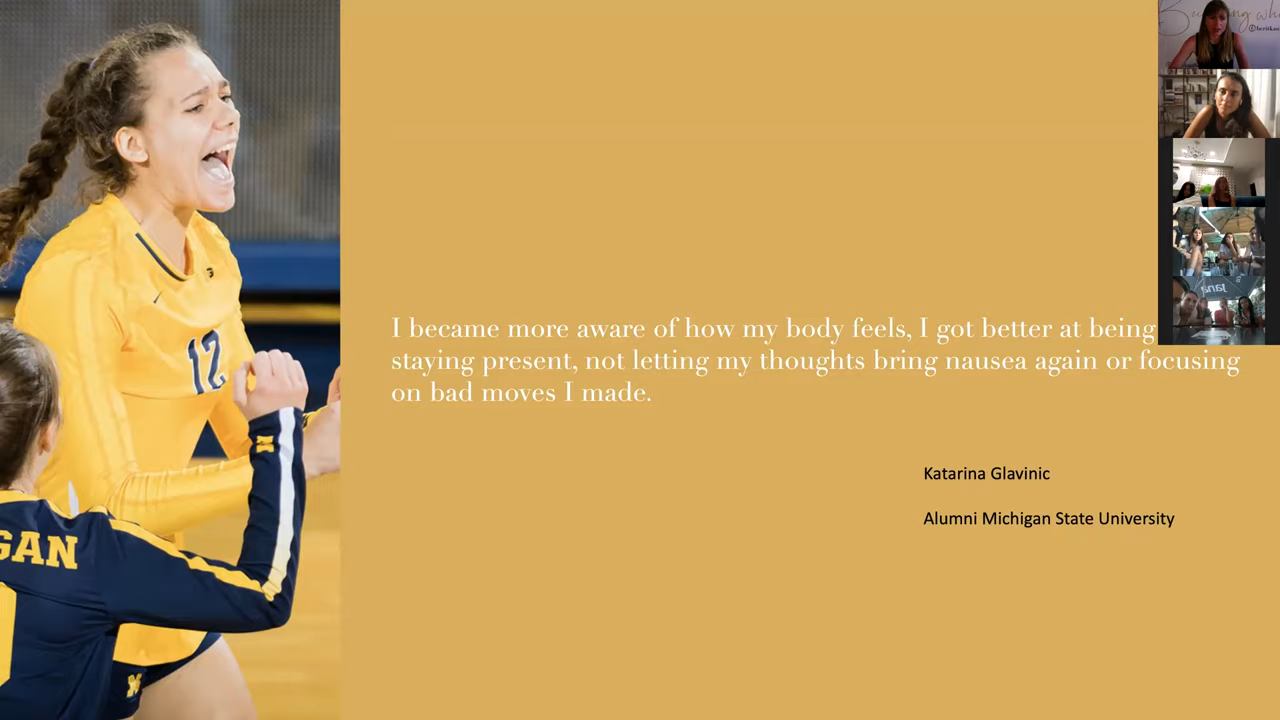 I became more aware of how my body feels, I got better at being
staying present, not letting my thoughts bring nausea again or focusing
on bad moves I made.
Katarina Glavinic
Alumni Michigan State University
12
GAN
M
M
jana